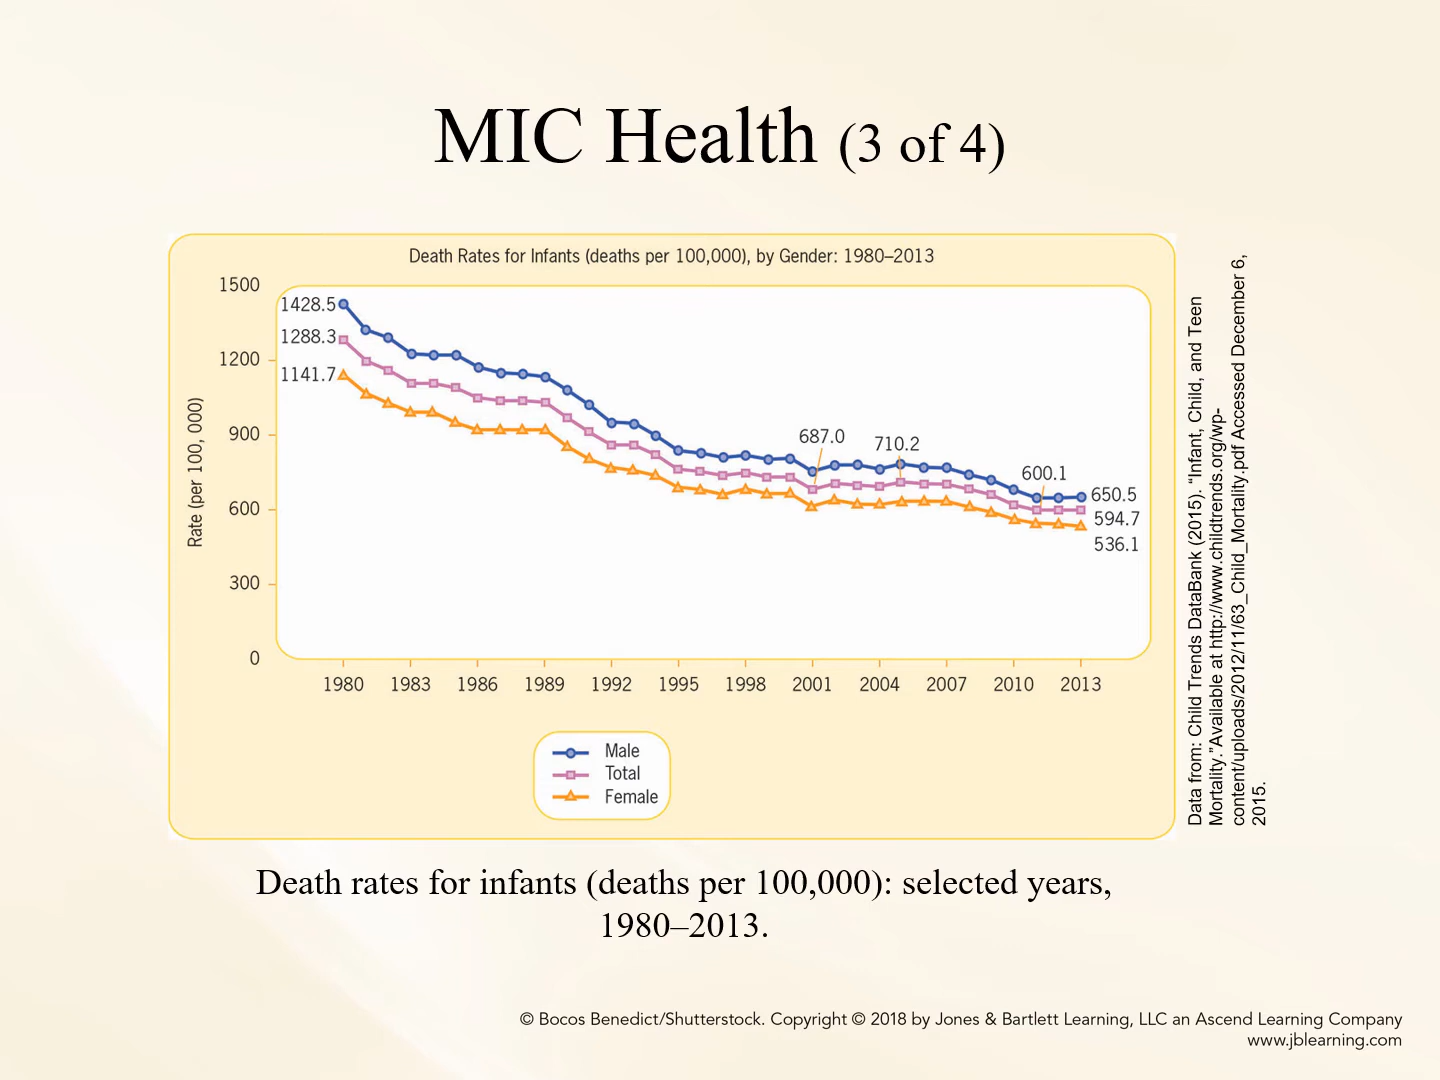 MIC Health (3 of 4)
Death Rates for Infants (deaths per 100,000), by Gender: 1980–2013
Rate (per 100, 000)
1500
1200
900
600
300
0
1428.5
1288.3
1141.7
687.0
710.2
600.1
650.5
594.7
536.1
1980 1983 1986 1989 1992 1995 1998 2001 2004 2007 2010 2013
Male
Total
Female
Data from: Child Trends DataBank (2015). “Infant, Child, and Teen
Mortality.”Available at http://www.childtrends.org/wp-
content/uploads/2012/11/63_Child_Mortality.pdf Accessed December 6,
2015.
Death rates for infants (deaths per 100,000): selected years,
1980–2013.
© Bocos Benedict/Shutterstock. Copyright © 2018 by Jones & Bartlett Learning, LLC an Ascend Learning Company
www.jblearning.com